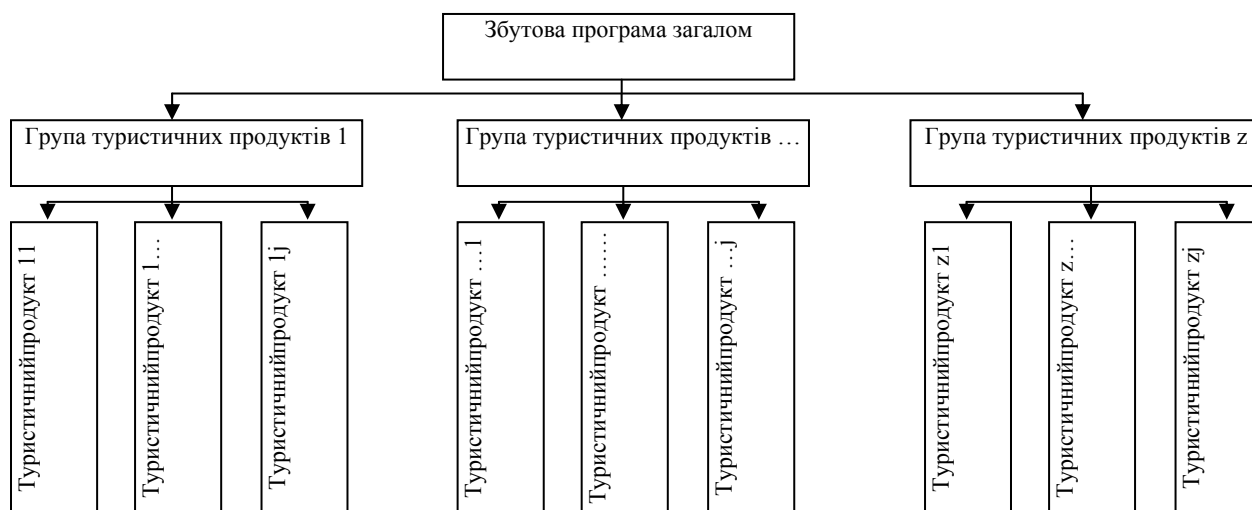 Збутова програма загалом
Група туристичних продуктів 1
Група туристичних продуктів …
Група туристичних продуктів z
Туристичнийпродукт 11
Туристичнийпродукт 1…
Туристичнийпродукт 1j
Туристичнийпродукт …1
Туристичнийпродукт ……
Туристичнийпродукт …j
Туристичнийпродукт z1
Туристичнийпродукт z…
Туристичнийпродукт zj